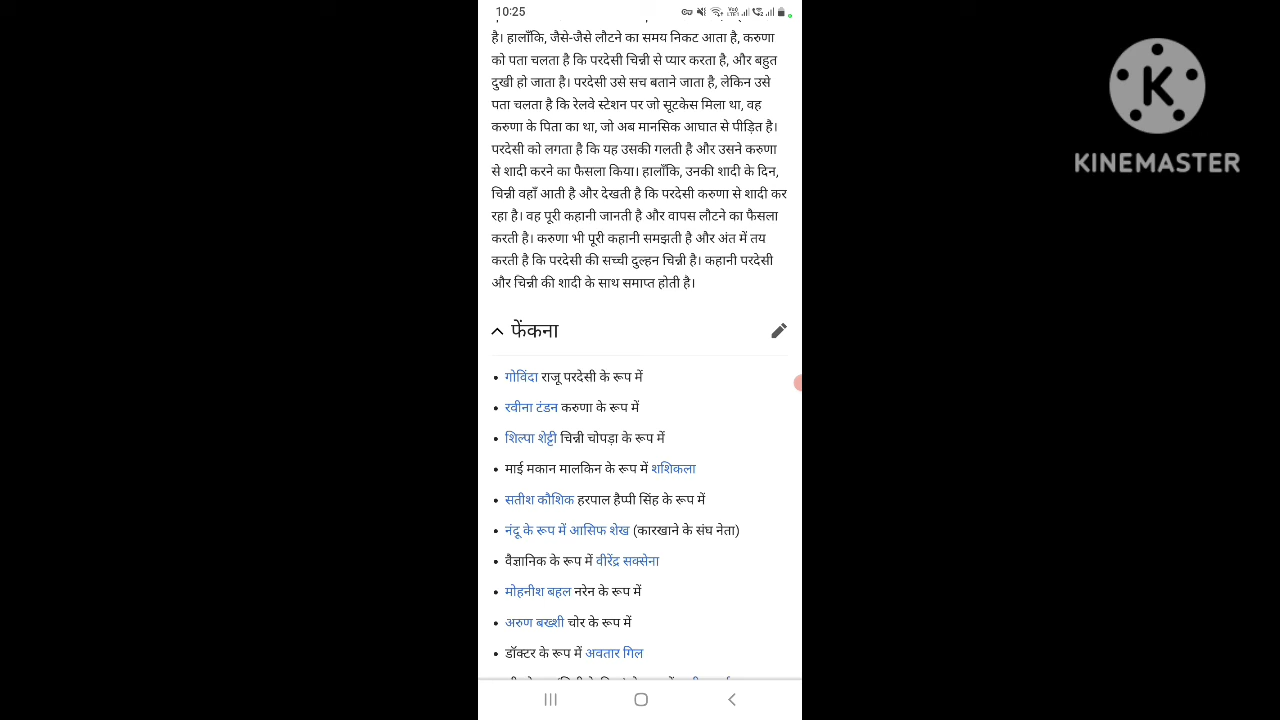 10:25
है। हालाँकि, जैसे-जैसे लौटने का समय निकट आता है, करुणा
को पता चलता है कि परदेसी चिन्नी से प्यार करता है, और बहुत
दुखी हो जाता है। परदेसी उसे सच बताने जाता है, लेकिन उसे
पता चलता है कि रेलवे स्टेशन पर जो सूटकेस मिला था, वह
करुणा के पिता का था, जो अब मानसिक आघात से पीड़ित है।
परदेसी को लगता है कि यह उसकी गलती है और उसने करुणा
से शादी करने का फैसला किया। हालाँकि, उनकी शादी के दिन,
चिन्नी वहाँ आती है और देखती है कि परदेसी करुणा से शादी कर
रहा है। वह पूरी कहानी जानती है और वापस लौटने का फैसला
करती है। करुणा भी पूरी कहानी समझती है और अंत में तय
करती है कि परदेसी की सच्ची दुल्हन चिन्नी है। कहानी परदेसी
और चिन्नी की शादी के साथ समाप्त होती है।
फेंकना
गोविंदा राजू परदेसी के रूप में
रवीना टंडन करुणा के रूप में
शिल्पा शेट्टी चिन्नी चोपड़ा के रूप में
माई मकान मालकिन के रूप में शशिकला
सतीश कौशिक हरपाल हैप्पी सिंह के रूप में
नंदू के रूप में आसिफ शेख (कारखाने के संघ नेता)
वैज्ञानिक के रूप में वीरेंद्र सक्सेना
मोहनीश बहल नरेन के रूप में
अरुण बख्शी चोर के रूप में
डॉक्टर के रूप में अवतार गिल
K
KINEMASTER